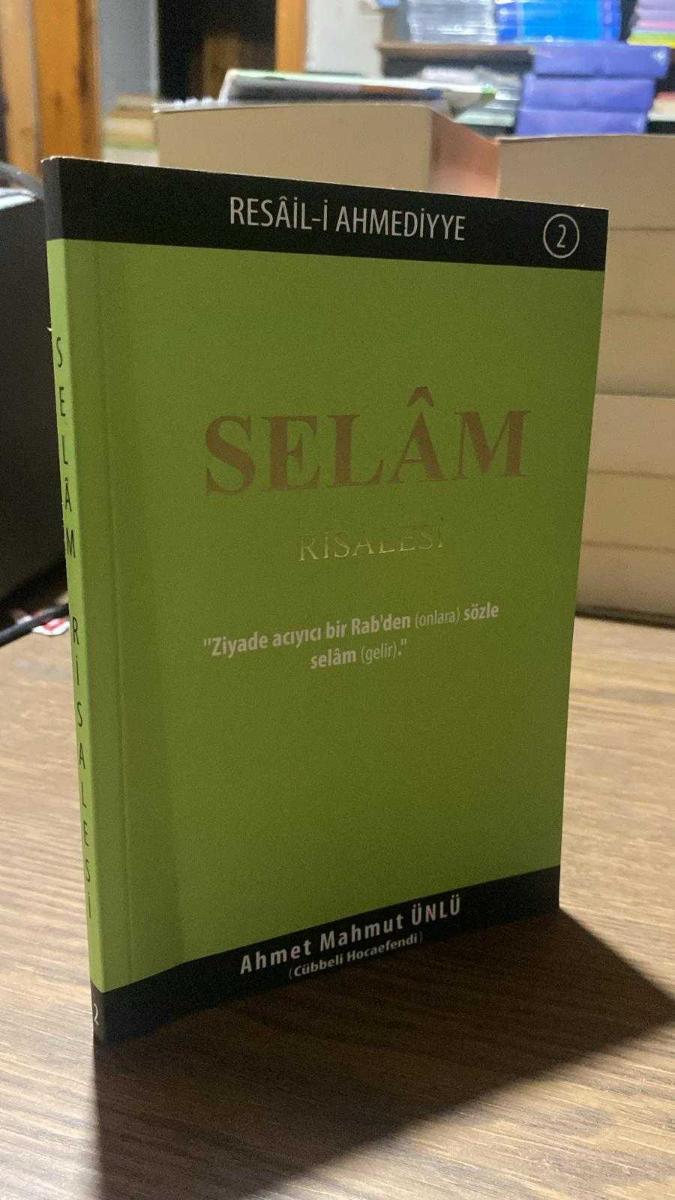 RESÂİL-İ AHMEDİYYE
2
SELÂM
RİSALESİ
"Ziyade acıyıcı bir Rab'den (onlara) sözle
selâm (gelir)."
Ahmet Mahmut ÜNLÜ
(Cübbeli Hocaefendi)
SELÂM RİSALESİ
2